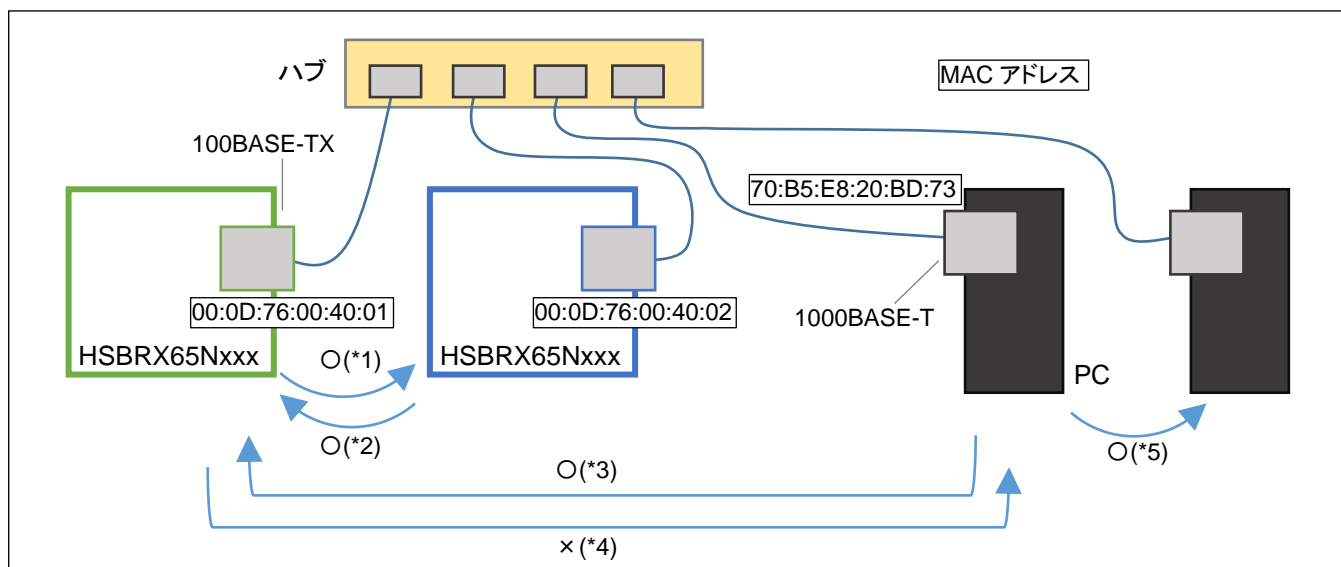 ハブ
MAC アドレス
100BASE-TX
70:B5:E8:20:BD:73
00:0D:76:00:40:01
00:0D:76:00:40:02
1000BASE-T
HSBRX65Nxxx
HSBRX65Nxxx
PC
○(*1)
○(*2)
○(*3)
○(*5)
×(*4)